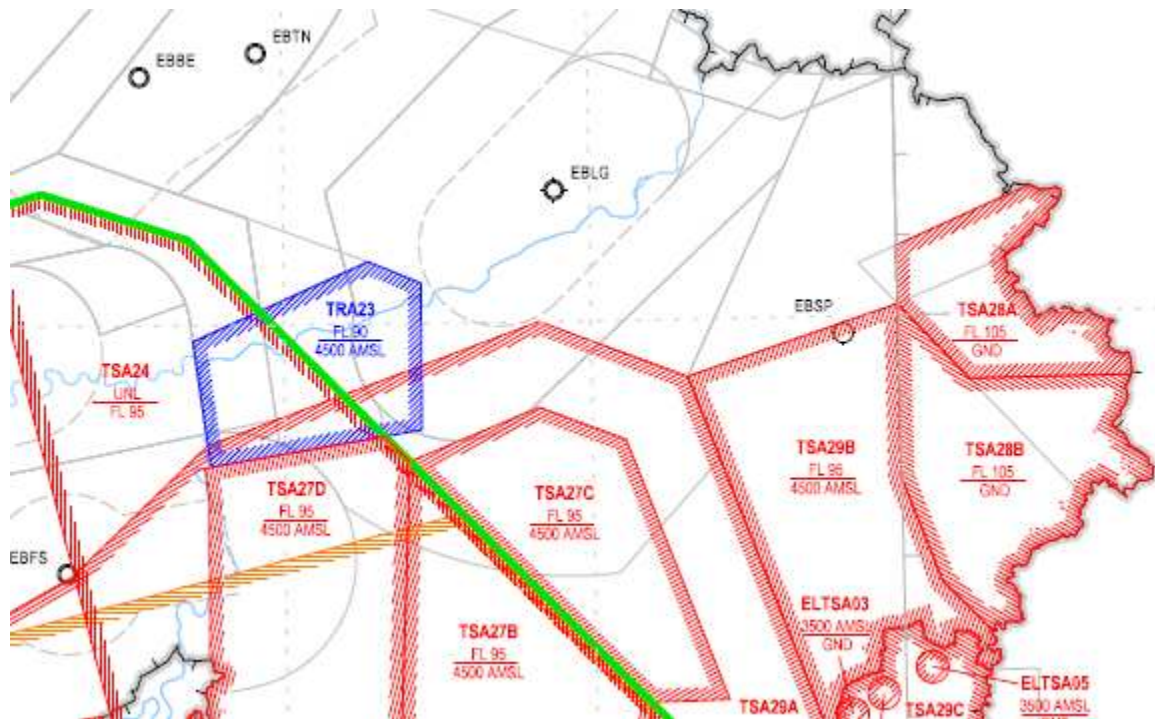 EBTN
EBBE
EBLG
TRA23
FL 90
4500 AMSL
EBSP
TSA28A
FL 105
GND
TSA24
UNL
FL 95
TSA29B
FL 95
4500 AMSL
TSA28B
FL 105
GND
TSA27D
FL 95
4500 AMSL
TSA27C
FL 95
4500 AMSL
EBFS
ELTSA03
3500 AMSL
GND
TSA27B
FL 95
4500 AMSL
ELTSA05
3500 AMSL
TSA29A
TSA29C